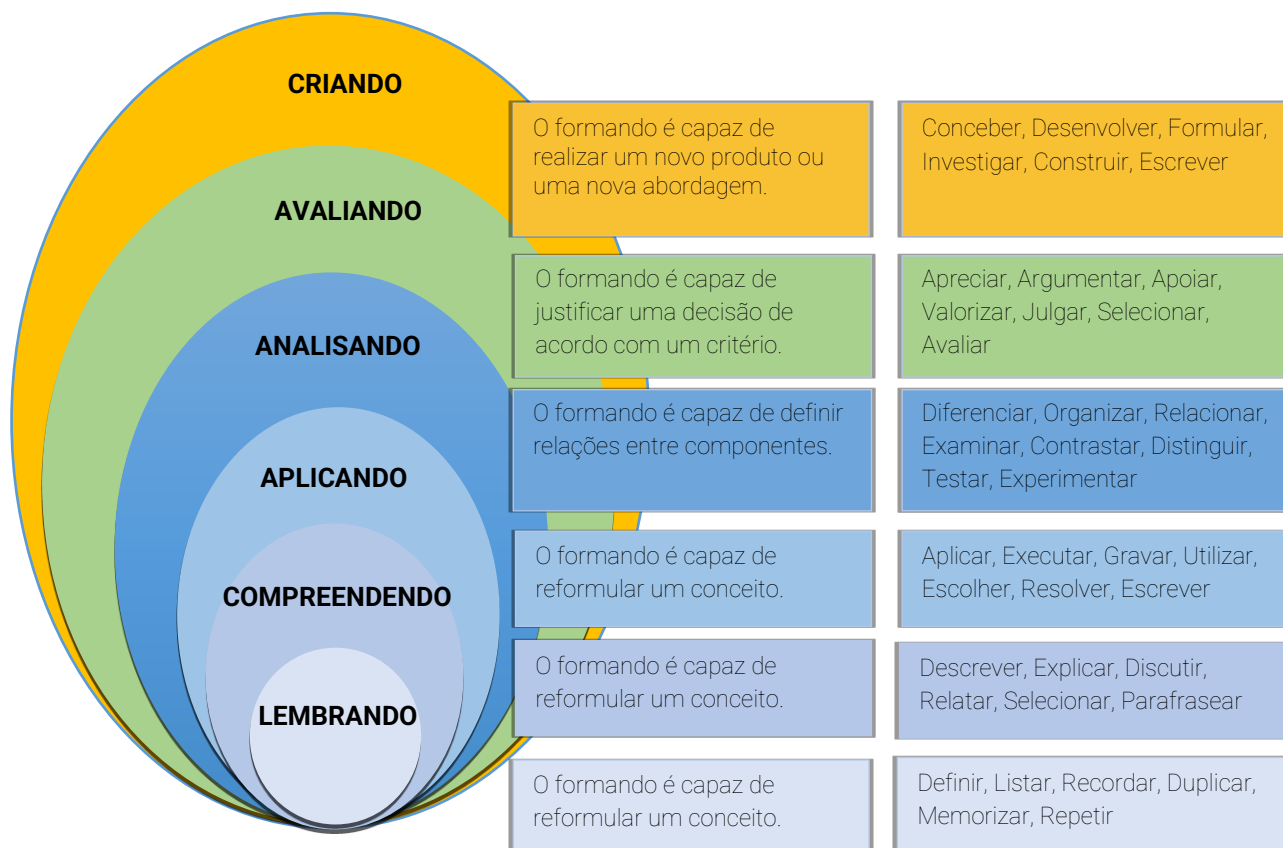 CRIANDO
O formando é capaz de
realizar um novo produto ou
uma nova abordagem.
Conceber, Desenvolver, Formular,
Investigar, Construir, Escrever
AVALIANDO
O formando é capaz de
justificar uma decisão de
acordo com um critério.
Apreciar, Argumentar, Apoiar,
Valorizar, Julgar, Selecionar,
Avaliar
ANALISANDO
O formando é capaz de definir
relações entre componentes.
Diferenciar, Organizar, Relacionar,
Examinar, Contrastar, Distinguir,
Testar, Experimentar
APLICANDO
O formando é capaz de
reformular um conceito.
Aplicar, Executar, Gravar, Utilizar,
Escolher, Resolver, Escrever
COMPREENDENDO
O formando é capaz de
reformular um conceito.
Descrever, Explicar, Discutir,
Relatar, Selecionar, Parafrasear
LEMBRANDO
O formando é capaz de
reformular um conceito.
Definir, Listar, Recordar, Duplicar,
Memorizar, Repetir